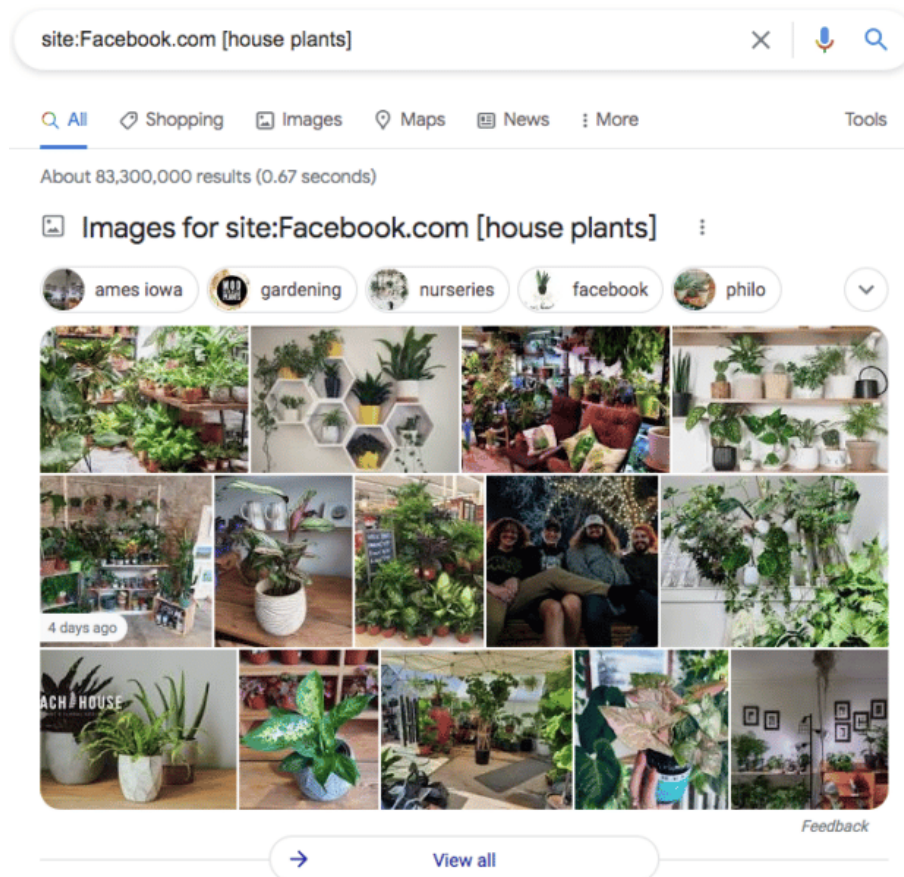 site:Facebook.com [house plants]
All Shopping Images Maps News More Tools
About 83,300,000 results (0.67 seconds)
Images for site:Facebook.com [house plants]
ames iowa gardening nurseries facebook philo
4 days ago
ACH HOUSE
Feedback
View all